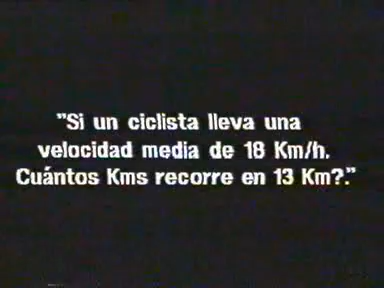 "Si un ciclista lleva una
velocidad media de 18 Km/h.
Cuántos Kms recorre en 13 Km?."